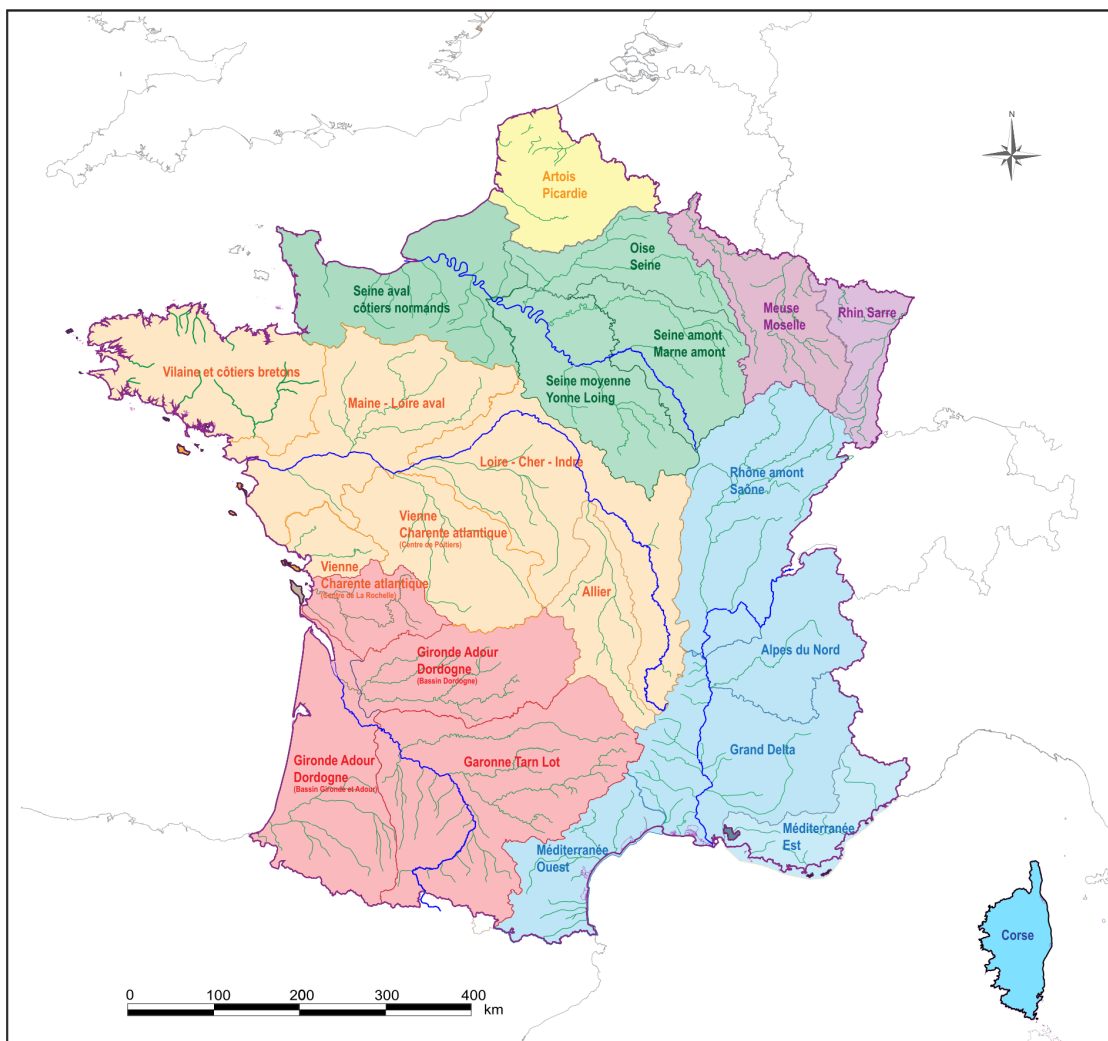 N
Artois
Picardie
Oise
Seine
Seine aval
côtiers normands
Meuse
Moselle
Rhin Sarre
Seine amont
Marne amont
Vilaine et côtiers bretons
Seine moyenne
Yonne Loing
Maine - Loire aval
Loire - Cher - Indre
Rhône amont
Saône
Vienne
Charente atlantique
(Centre de Poitiers)
Vienne
Charente atlantique
(Centre de La Rochelle)
Allier
Gironde Adour
Dordogne
(Bassin Dordogne)
Alpes du Nord
Gironde Adour
Dordogne
(Bassin Gironde et Adour)
Garonne Tarn Lot
Grand Delta
Méditerranée
Ouest
Méditerranée
Est
Corse
0 100 200 300 400
km